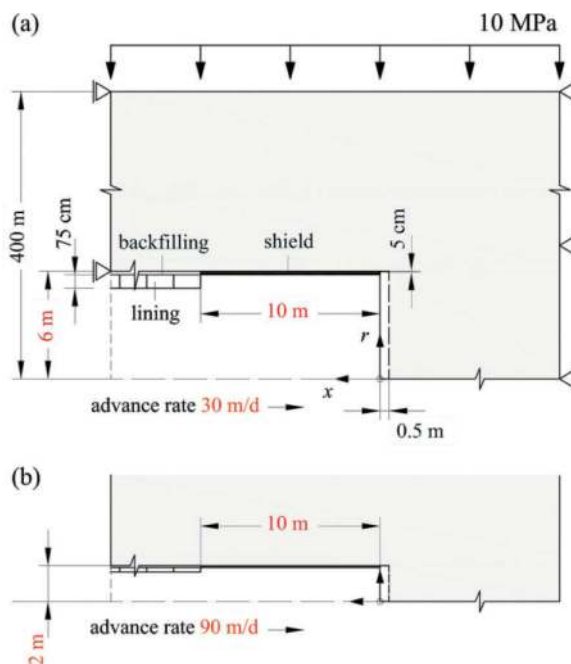 (a)
10 MPa
400 m
75 cm
backfilling
shield
5 cm
lining
6 m
10 m
r
x
advance rate 30 m/d
0.5 m
(b)
10 m
2 m
advance rate 90 m/d